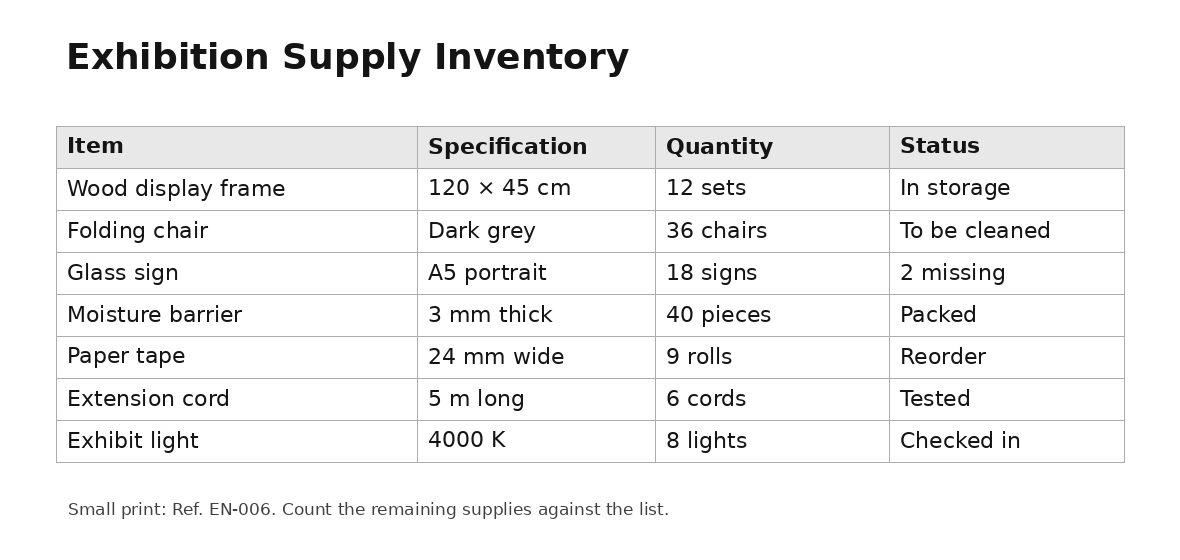 Exhibition Supply Inventory
Item Specification Quantity Status
Wood display frame 120 × 45 cm 12 sets In storage
Folding chair Dark grey 36 chairs To be cleaned
Glass sign A5 portrait 18 signs 2 missing
Moisture barrier 3 mm thick 40 pieces Packed
Paper tape 24 mm wide 9 rolls Reorder
Extension cord 5 m long 6 cords Tested
Exhibit light 4000 K 8 lights Checked in
Small print: Ref. EN-006. Count the remaining supplies against the list.